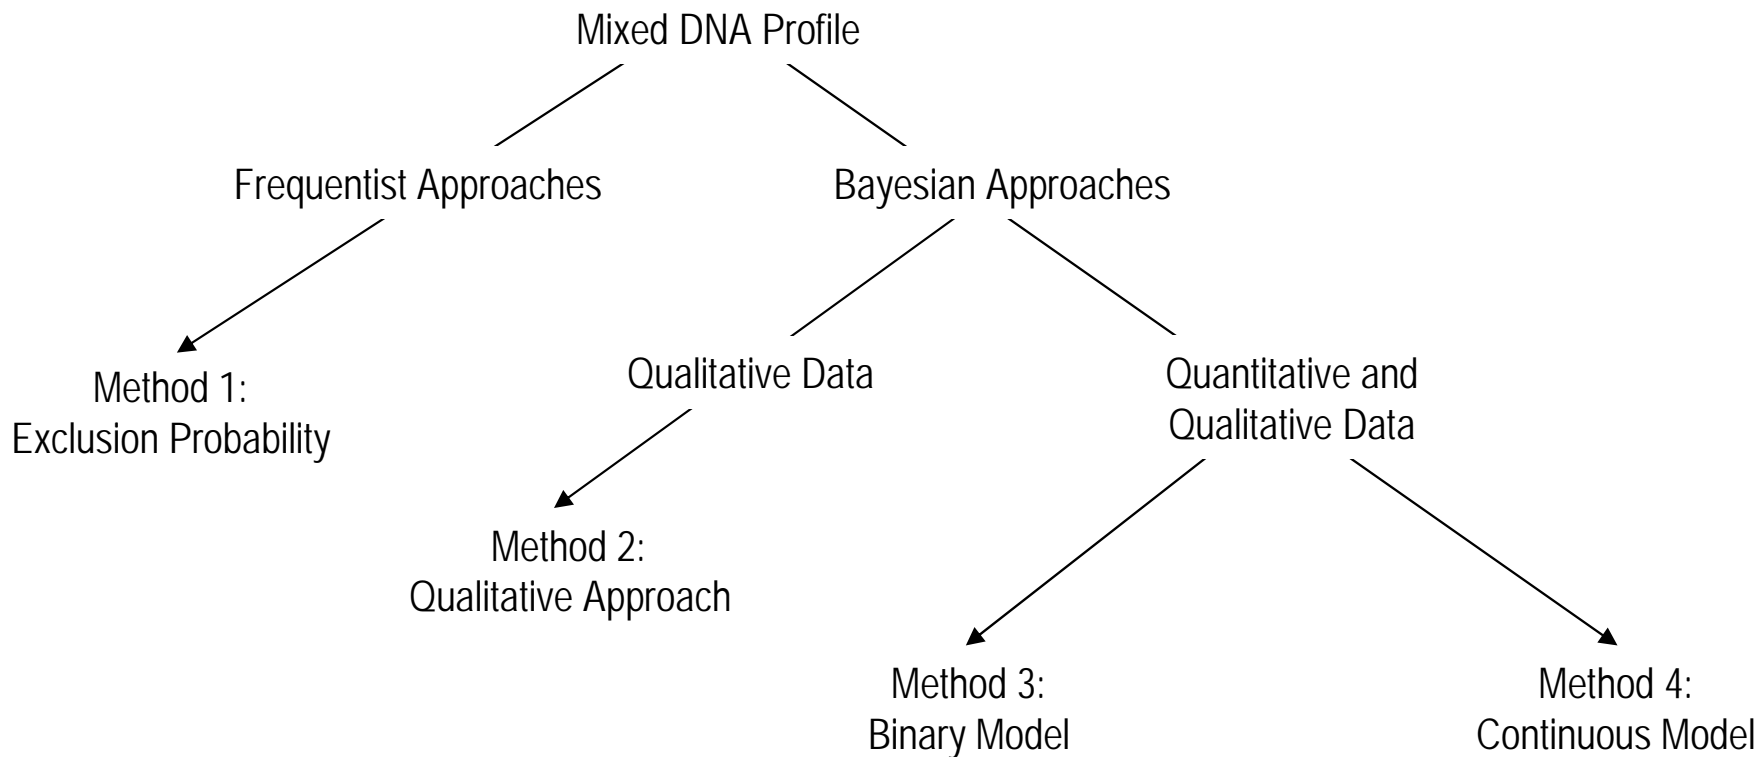 Mixed DNA Profile
Frequentist Approaches
Bayesian Approaches
Method 1:
Exclusion Probability
Qualitative Data
Quantitative and
Qualitative Data
Method 2:
Qualitative Approach
Method 3:
Binary Model
Method 4:
Continuous Model